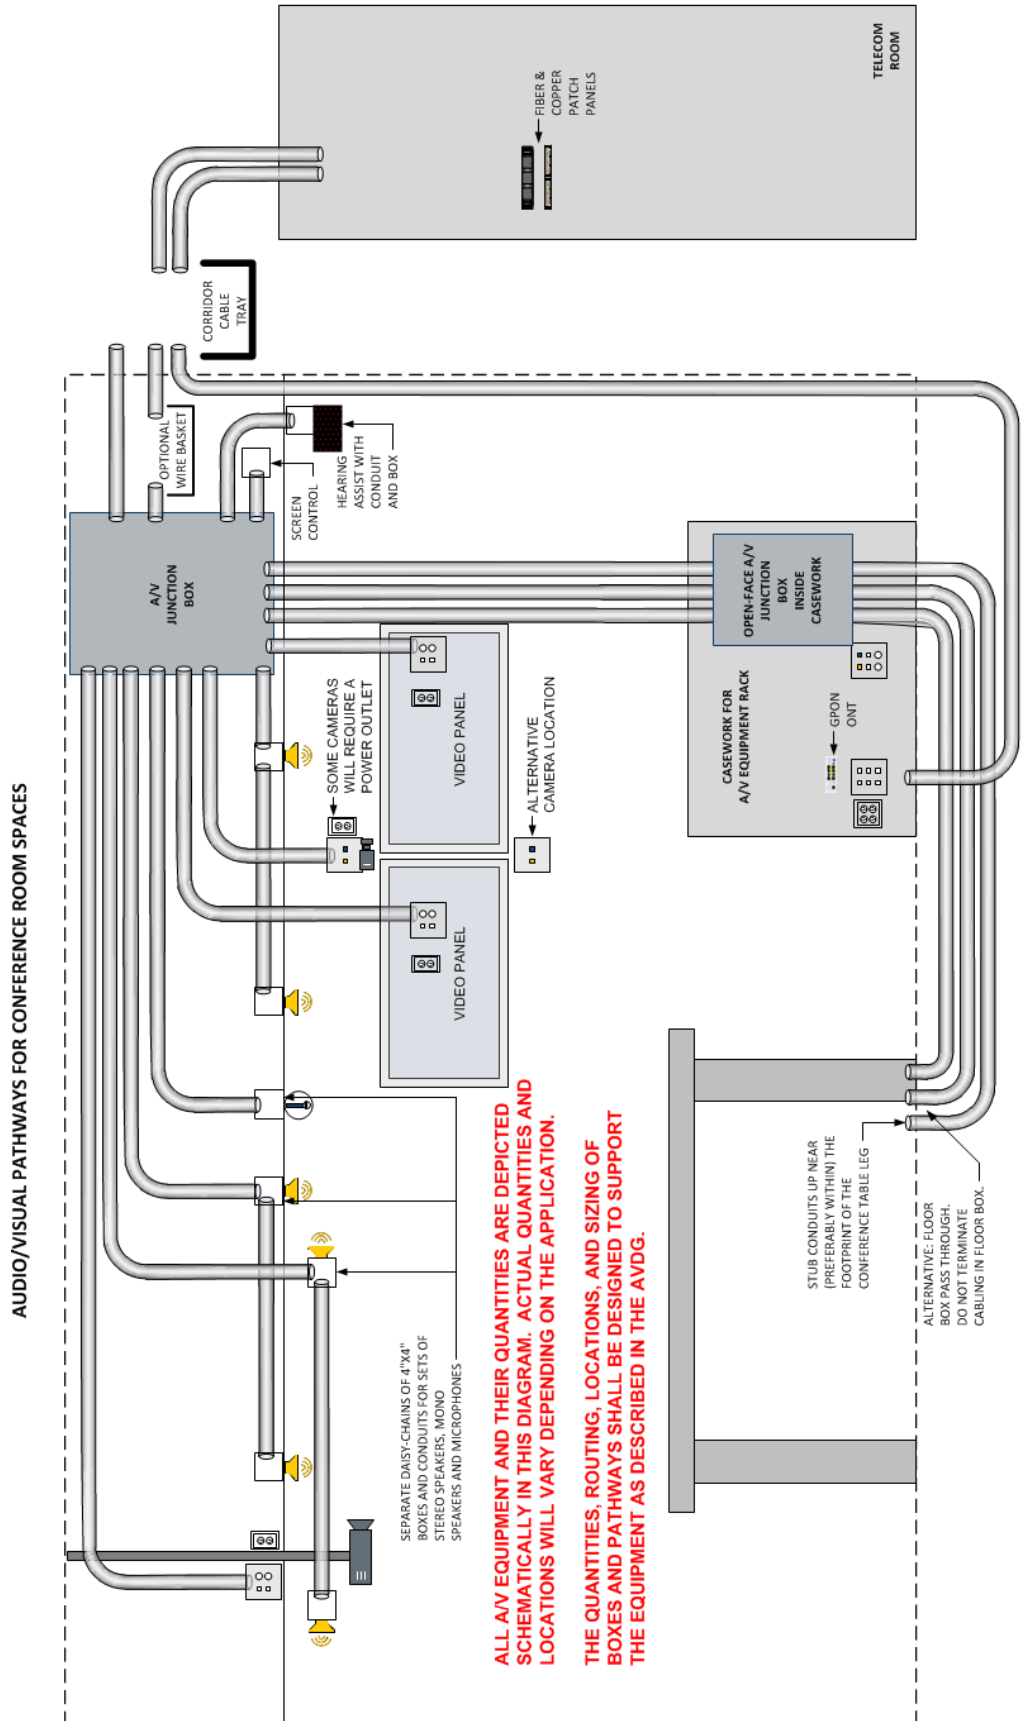 AUDIO/VISUAL PATHWAYS FOR CONFERENCE ROOM SPACES
TELECOM
ROOM
FIBER &
COPPER
PATCH
PANELS
CORRIDOR
CABLE
TRAY
OPTIONAL
WIRE BASKET
A/V
JUNCTION
BOX
SCREEN
CONTROL
HEARING
ASSIST WITH
CONDUIT
AND BOX
SOME CAMERAS
WILL REQUIRE A
POWER OUTLET
VIDEO PANEL
ALTERNATIVE
CAMERA LOCATION
VIDEO PANEL
OPEN-FACE A/V
JUNCTION
BOX
INSIDE
CASEWORK
CASEWORK FOR
A/V EQUIPMENT RACK
GPON
ONT
SEPARATE DAISY-CHAINS OF 4"X4"
BOXES AND CONDUITS FOR SETS OF
STEREO SPEAKERS, MONO
SPEAKERS AND MICROPHONES
ALL A/V EQUIPMENT AND THEIR QUANTITIES ARE DEPICTED
SCHEMATICALLY IN THIS DIAGRAM.  ACTUAL QUANTITIES AND
LOCATIONS WILL VARY DEPENDING ON THE APPLICATION.
THE QUANTITIES, ROUTING, LOCATIONS, AND SIZING OF
BOXES AND PATHWAYS SHALL BE DESIGNED TO SUPPORT
THE EQUIPMENT AS DESCRIBED IN THE AVDG.
STUB CONDUITS UP NEAR
(PREFERABLY WITHIN) THE
FOOTPRINT OF THE
CONFERENCE TABLE LEG
ALTERNATIVE: FLOOR
BOX PASS THROUGH.
DO NOT TERMINATE
CABLING IN FLOOR BOX.